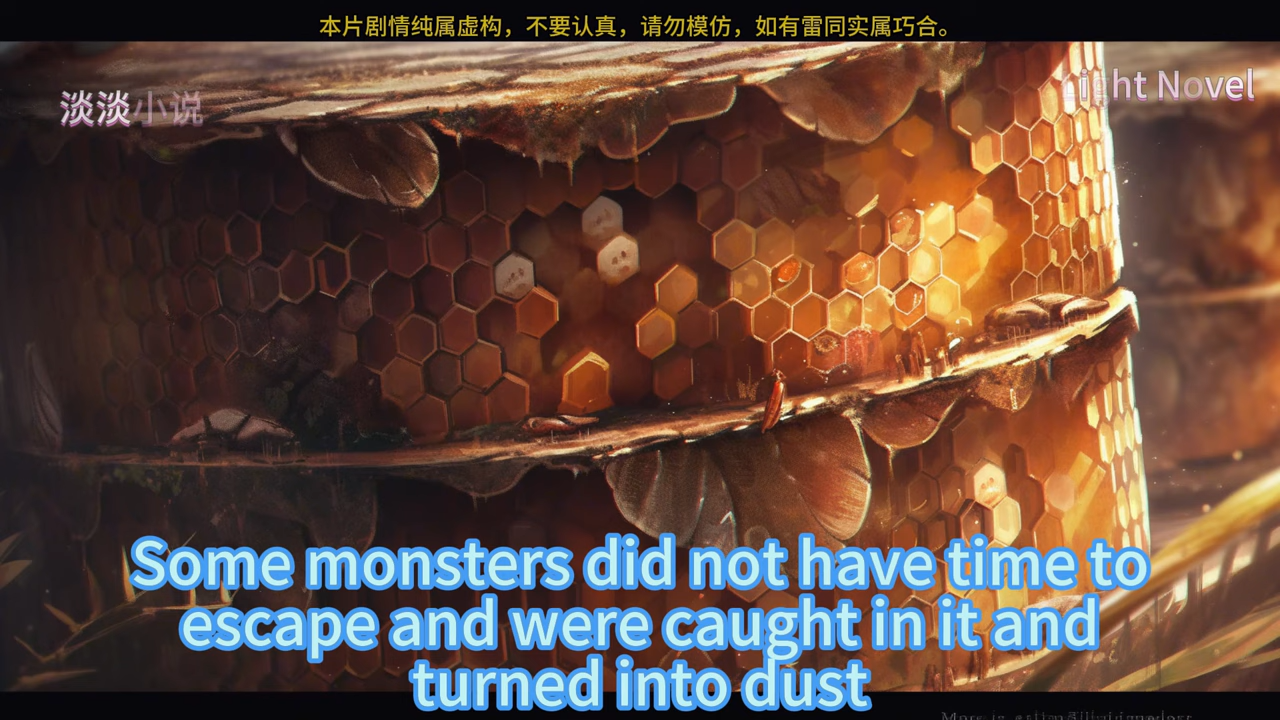 本片剧情纯属虚构，不要认真，请勿模仿，如有雷同实属巧合。
淡淡小说
Light Novel
Some monsters did not have time to
escape and were caught in it and
turned into dust